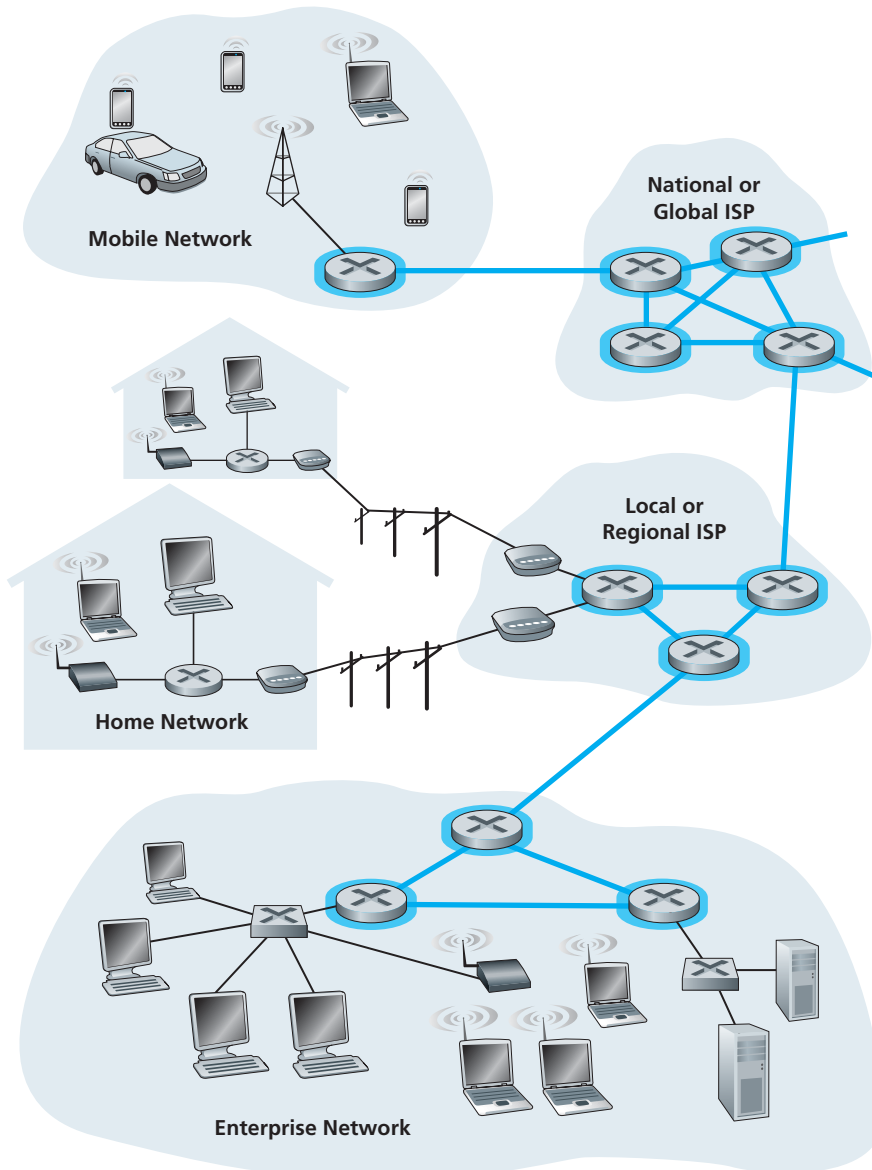 National or
Global ISP
Mobile Network
Local or
Regional ISP
Home Network
Enterprise Network